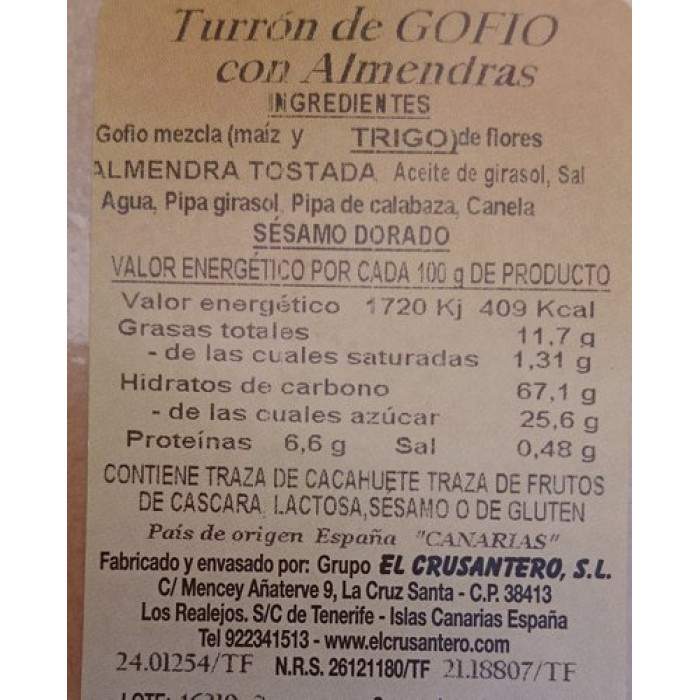 Turrón de GOFIO
con Almendras
INGREDIENTES
Gofio mezcla (maíz y TRIGO)de flores
ALMENDRA TOSTADA Aceite de girasol, Sal
Agua, Pipa girasol, Pipa de calabaza, Canela
SÉSAMO DORADO
VALOR ENERGÉTICO POR CADA 100 g DE PRODUCTO
Valor energético 1720 Kj 409 Kcal
Grasas totales 11,7 g
- de las cuales saturadas 1,31 g
Hidratos de carbono 67,1 g
- de las cuales azúcar 25,6 g
Proteínas 6,6 g Sal 0,48 g
CONTIENE TRAZA DE CACAHUETE TRAZA DE FRUTOS
DE CASCARA, LACTOSA,SÉSAMO O DE GLUTEN
País de origen España "CANARIAS"
Fabricado y envasado por: Grupo EL CRUSANTERO, S.L.
C/ Mencey Añaterve 9, La Cruz Santa - C.P. 38413
Los Realejos. S/C de Tenerife - Islas Canarias España
Tel 922341513 - www.elcrusantero.com
24.01254/TF N.R.S. 26121180/TF 21.18807/TF
LOTE: